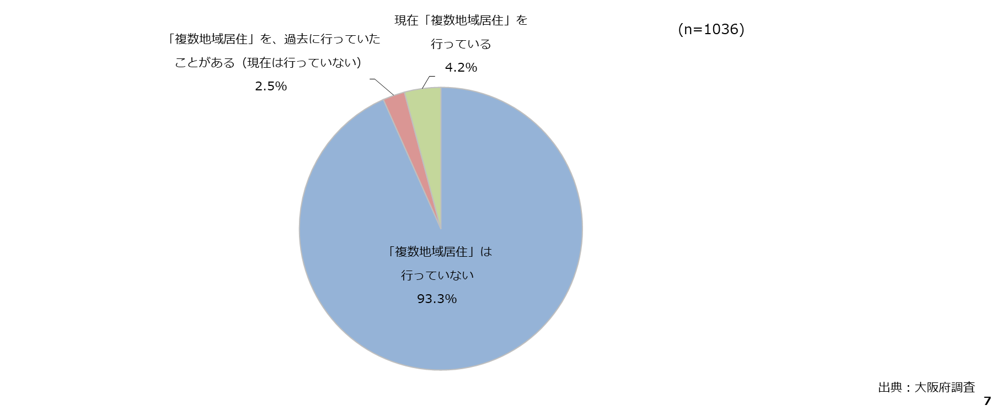 現在「複数地域居住」を
行っている
4.2%
(n=1036)
「複数地域居住」を、過去に行っていた
ことがある（現在は行っていない）
2.5%
「複数地域居住」は
行っていない
93.3%
出典：大阪府調査
7